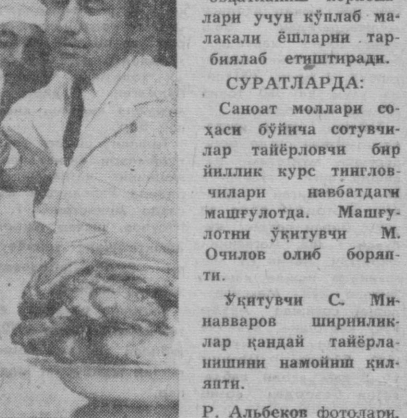 лари учун кўплаб ма-
лакали ёшларни тар-
биялаб етиштиради.
СУРАТЛАРДА:
Саноат моллари со-
ҳаси бўйича сотувчи-
лар тайёрловчи бир
йиллик курс тинглов-
чилари навбатдаги
машғулотда. Машғу-
лотни ўқитувчи М.
Очилов олиб боряп-
ти.
Ўқитувчи С. Ми-
навваров ширинлик-
лар қандай тайёрла-
нишини намойиш қил-
япти.
Р. Альбеков фотолари.